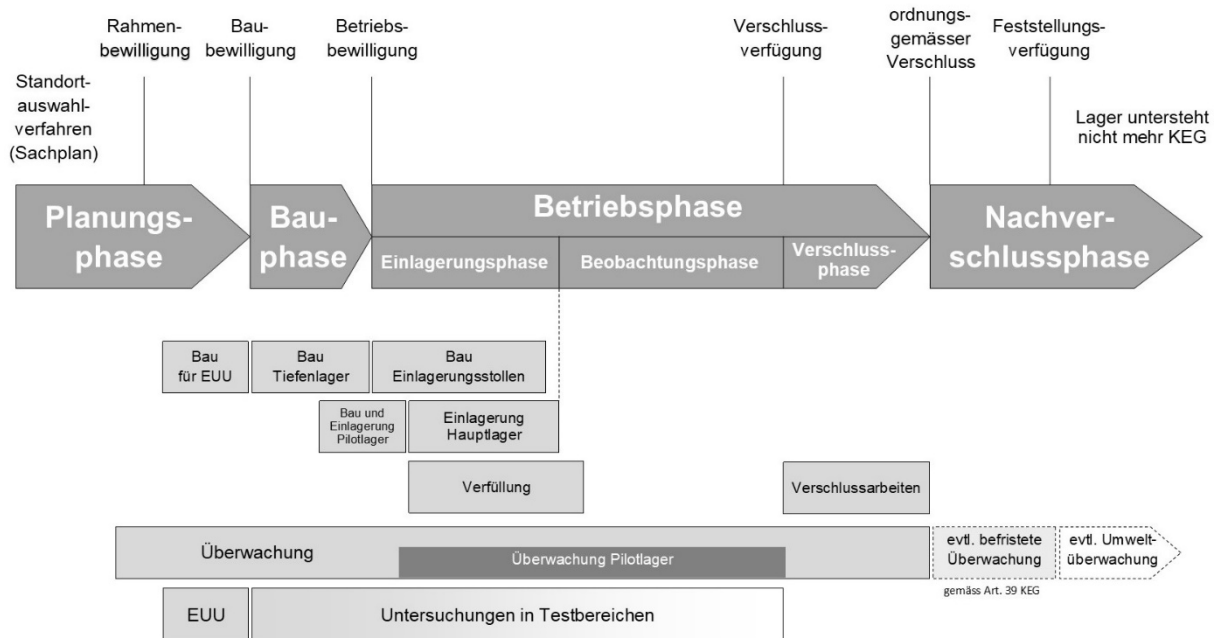 Standort-
auswahl-
verfahren
(Sachplan)
Rahmen-
bewilligung
Bau-
bewilligung
Betriebs-
bewilligung
Verschluss-
verfügung
ordnungs-
gemässer
Verschluss
Feststellungs-
verfügung
Lager untersteht
nicht mehr KEG
Planungs-
phase
Bau-
phase
Betriebsphase
Einlagerungsphase
Beobachtungsphase
Verschluss-
phase
Nachver-
schlussphase
Bau
für EUU
Bau
Tiefenlager
Bau
Einlagerungsstollen
Bau und
Einlagerung
Pilotlager
Einlagerung
Hauptlager
Verfüllung
Verschlussarbeiten
Überwachung
Überwachung Pilotlager
evtl. befristete
Überwachung
evtl. Umwelt-
überwachung
gemäss Art. 39 KEG
EUU
Untersuchungen in Testbereichen